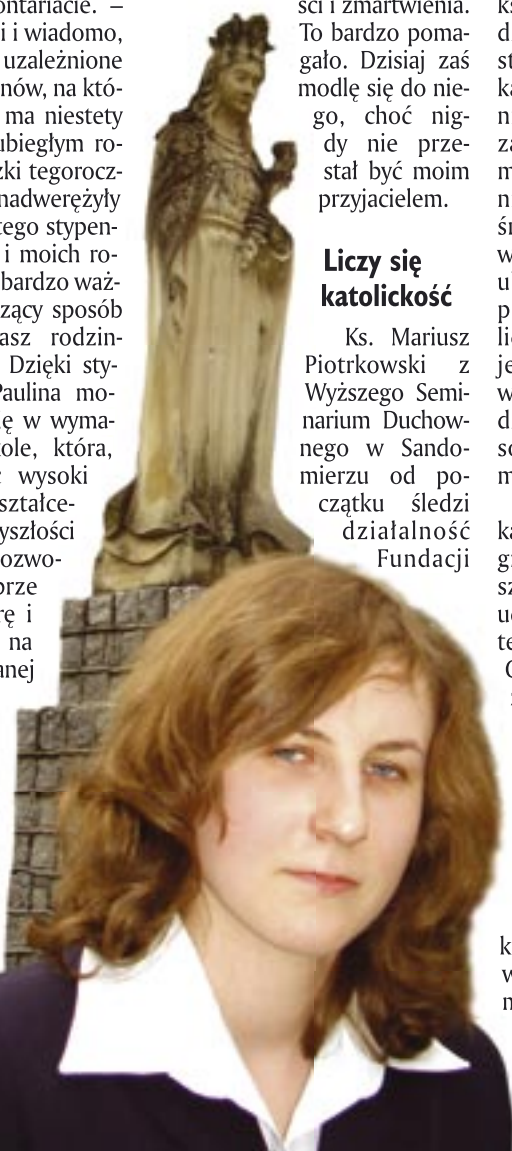 ontariacie. –
i i wiadomo,
uzależnione
nów, na któ-
ma niestety
ubiegłym ro-
zki tegorocz-
nadwerężyły
tego stypen-
i moich ro-
bardzo waż-
zący sposób
asz rodzin-
Dzięki sty-
Paulina mo-
ę w wyma-
kole, która,
wysoki
ształce-
yszłości
ozwo-
brze
rę i
na
anej
ści i zmartwienia.
To bardzo poma-
gało. Dzisiaj zaś
modlę się do nie-
go, choć nig-
dy nie prze-
stał być moim
przyjacielem.
Liczy się
katolickość
Ks. Mariusz
Piotrkowski z
Wyższego Semi-
narium Duchow-
nego w Sando-
mierzu od po-
czątku śledzi
działalność
Fundacji